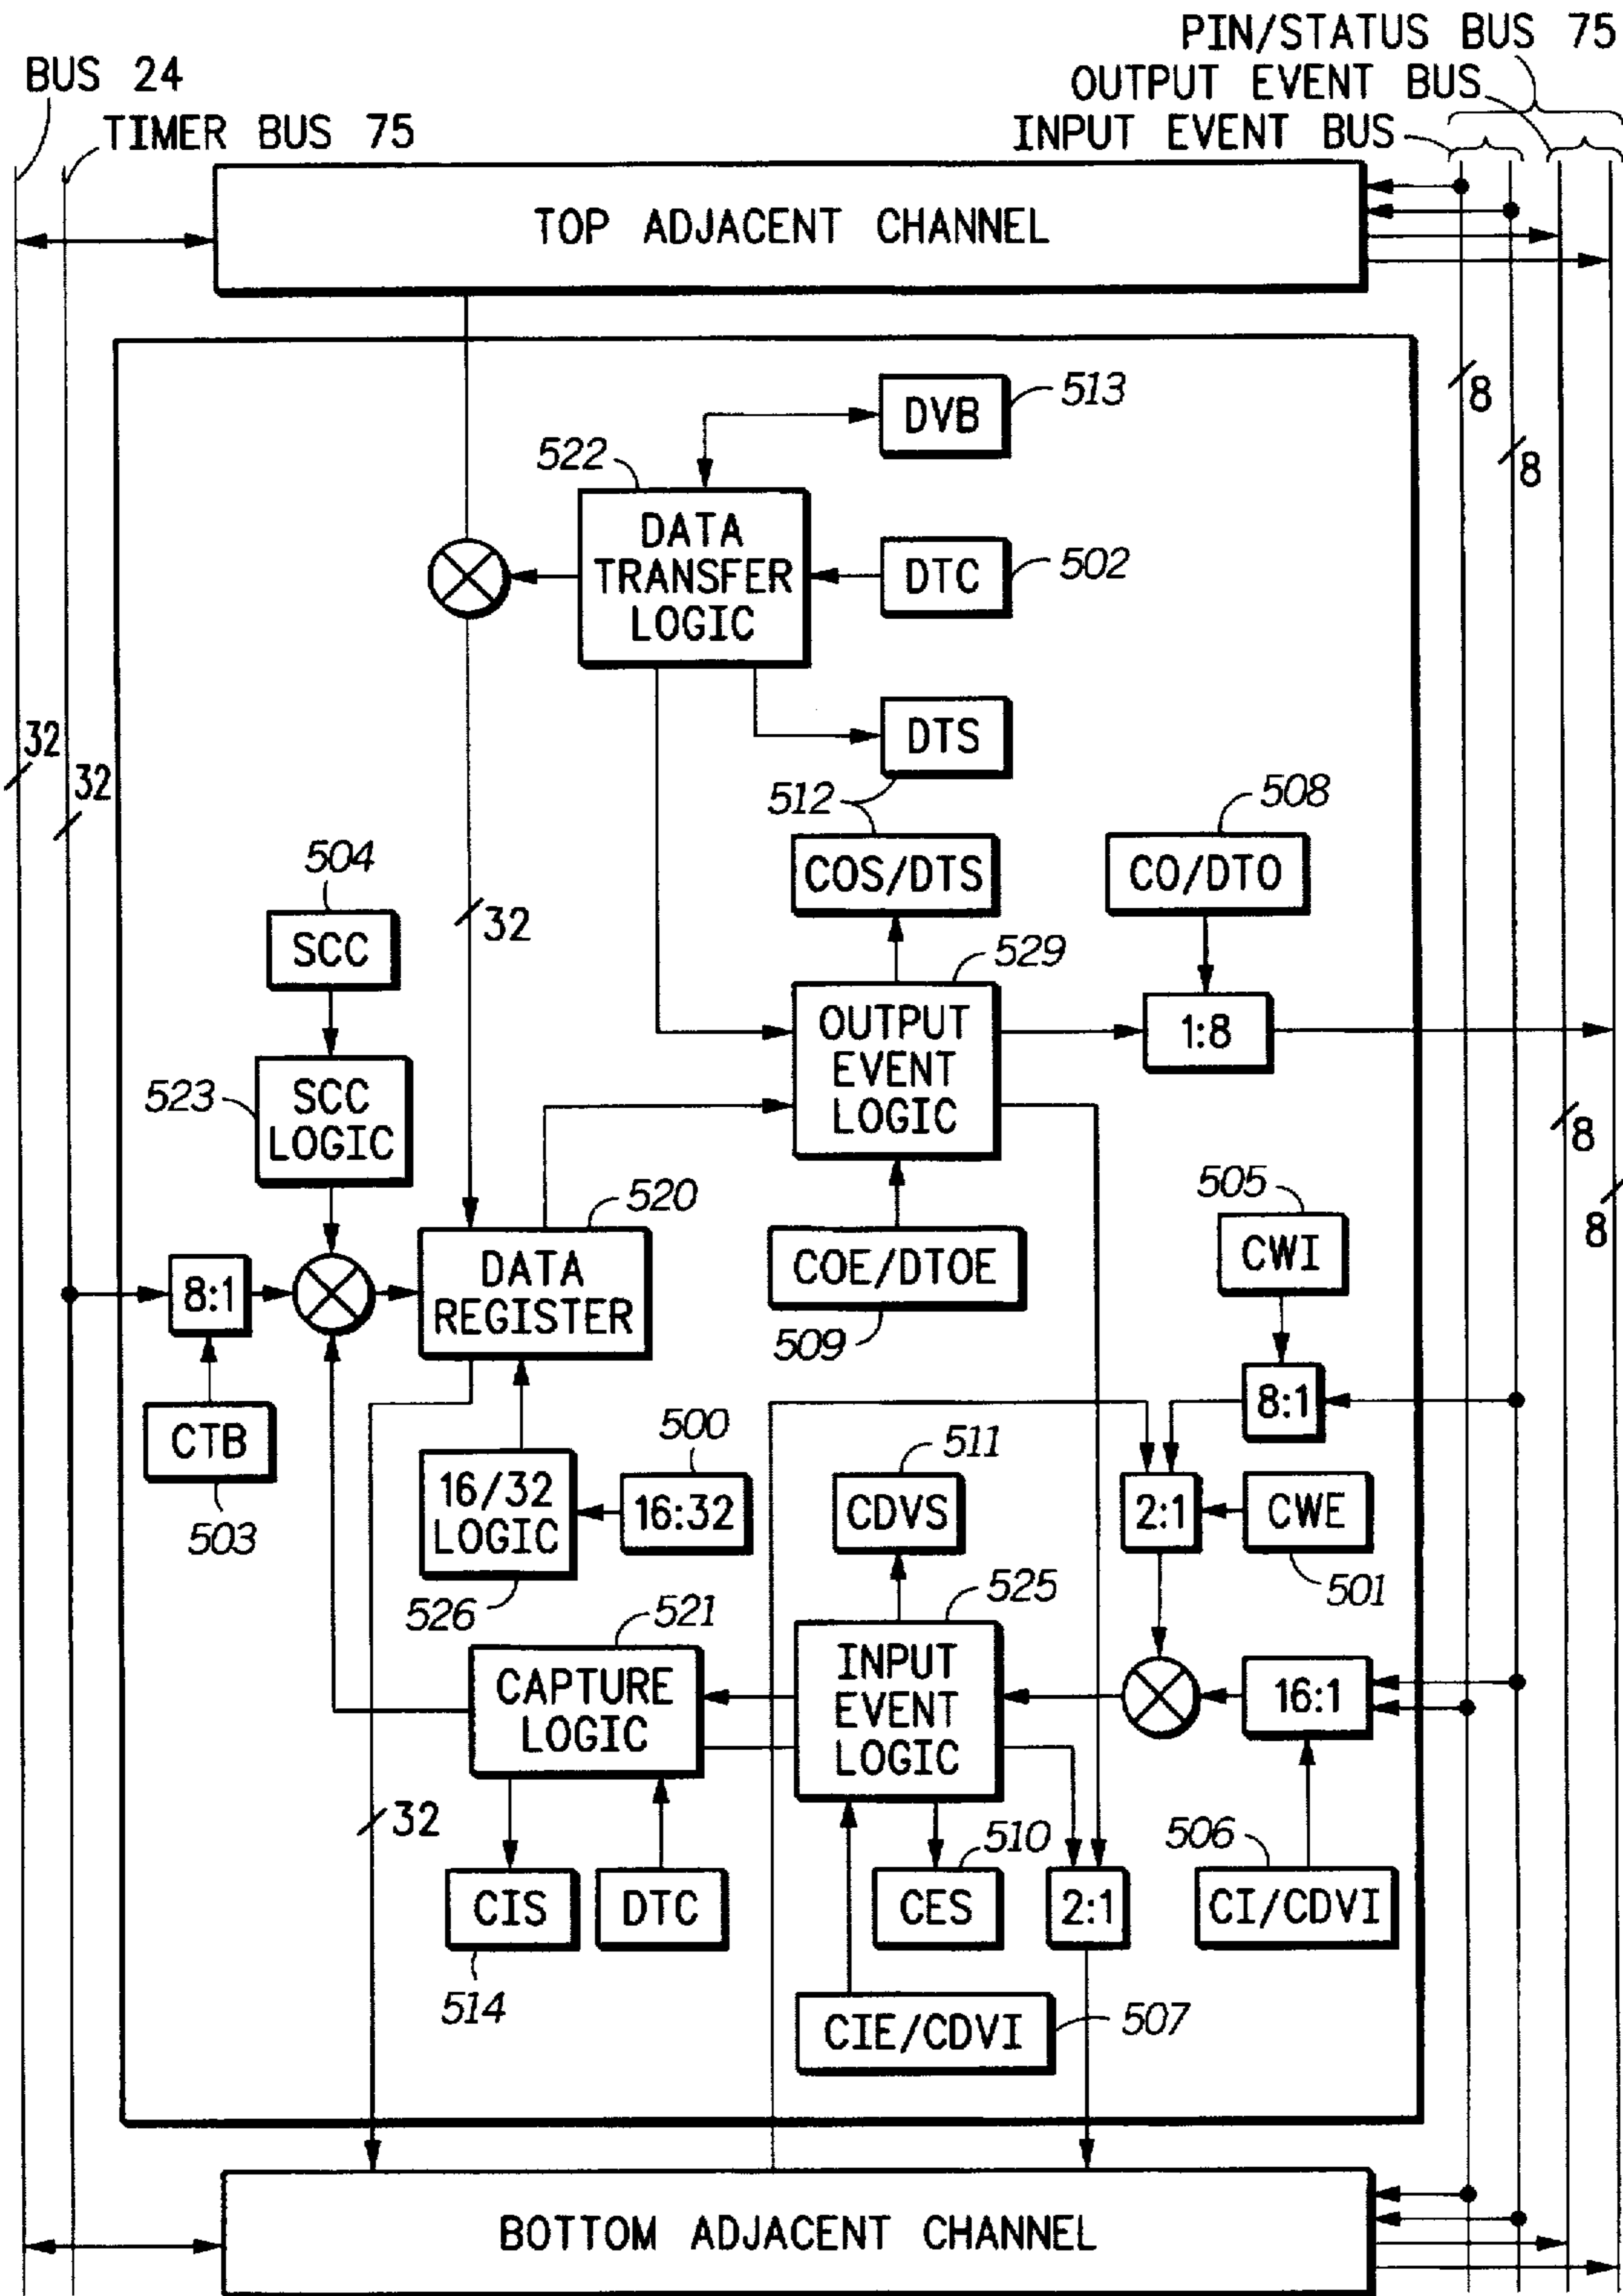 PIN/STATUS BUS 75
BUS 24
OUTPUT EVENT BUS
TIMER BUS 75
INPUT EVENT BUS
TOP ADJACENT CHANNEL
8
8
DVB
513
522
DATA
TRANSFER
LOGIC
DTC
502
DTS
32
32
512
508
504
COS/DTS
CO/DTO
32
SCC
529
OUTPUT
EVENT
LOGIC
1:8
523
SCC
LOGIC
8
8
505
520
CWI
DATA
REGISTER
COE/DTOE
509
8:1
CTB
503
8:1
500
511
16/32
LOGIC
16:32
526
CDVS
2:1
CWE
501
521
525
CAPTURE
LOGIC
INPUT
EVENT
LOGIC
16:1
32
510
506
CIS
DTC
CES
2:1
CI/CDVI
514
CIE/CDVI
507
BOTTOM ADJACENT CHANNEL